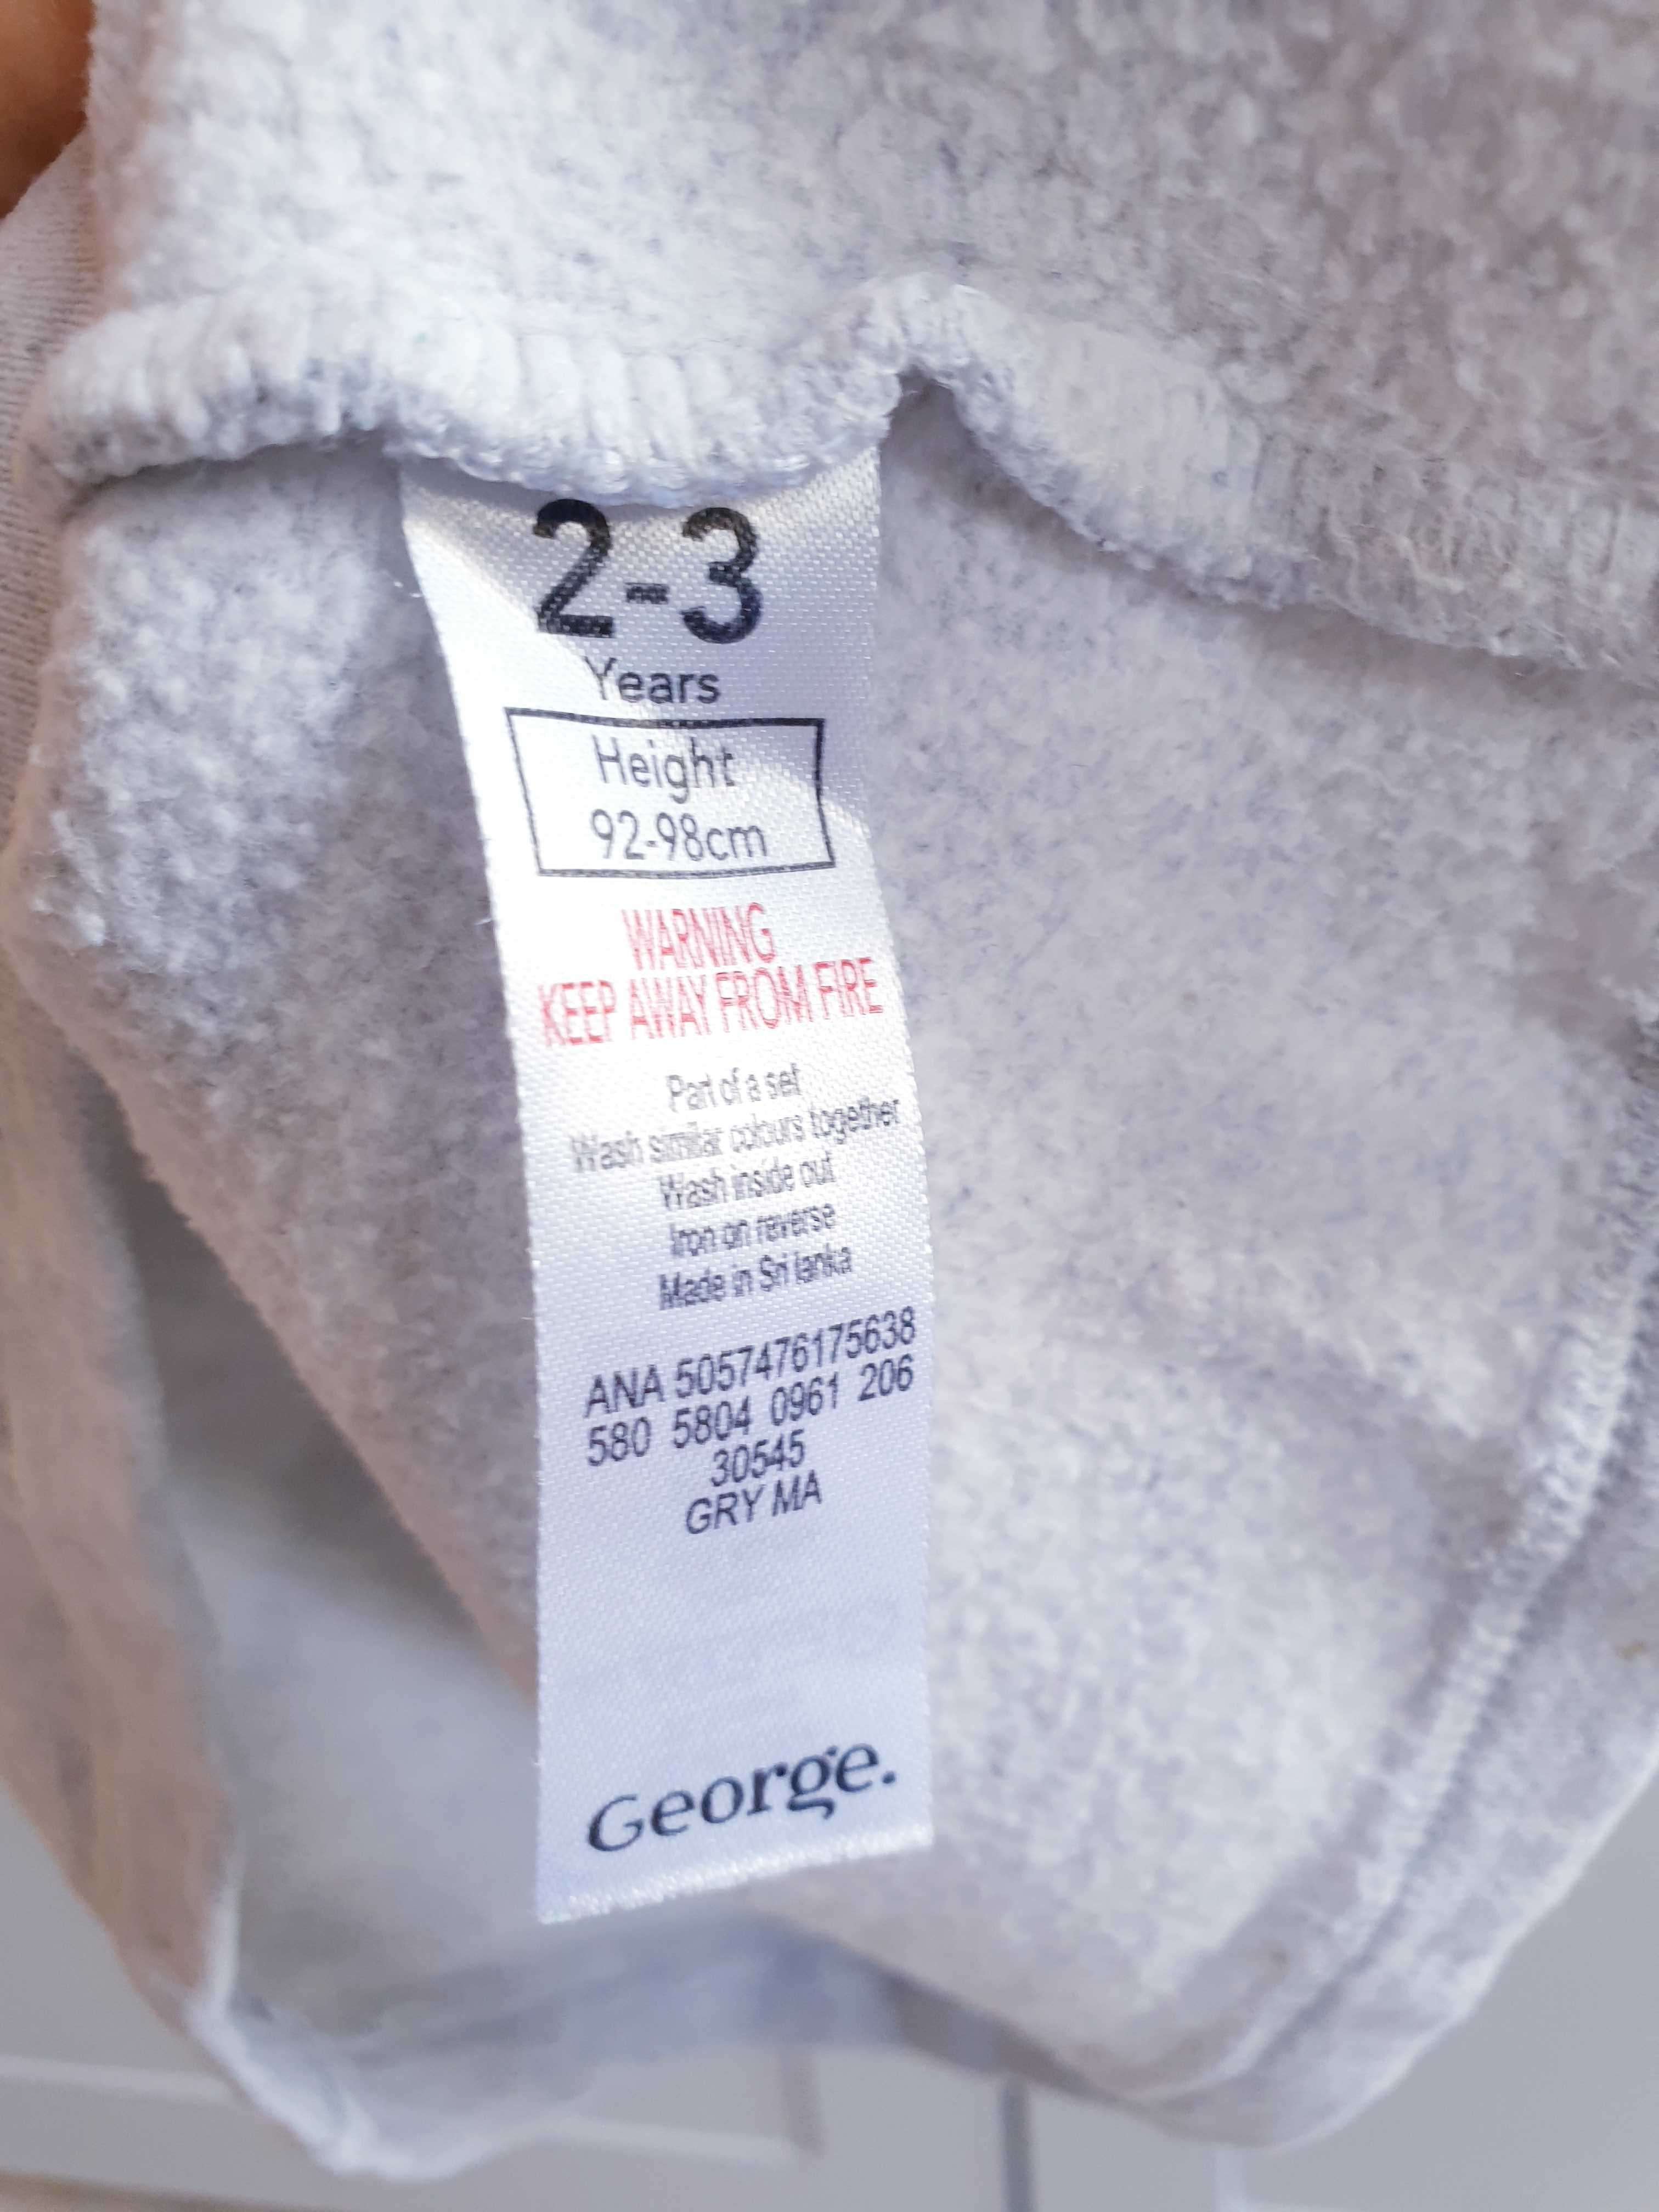 2-3
Years
Height
92-98cm
WARNING
KEEP AWAY FROM FIRE
Part of a set
Wash similar colours together
Wash inside out
Iron on reverse
Made in Sri lanka
ANA 5057476175638
580 5804 0961 206
30545
GRY MA
George.